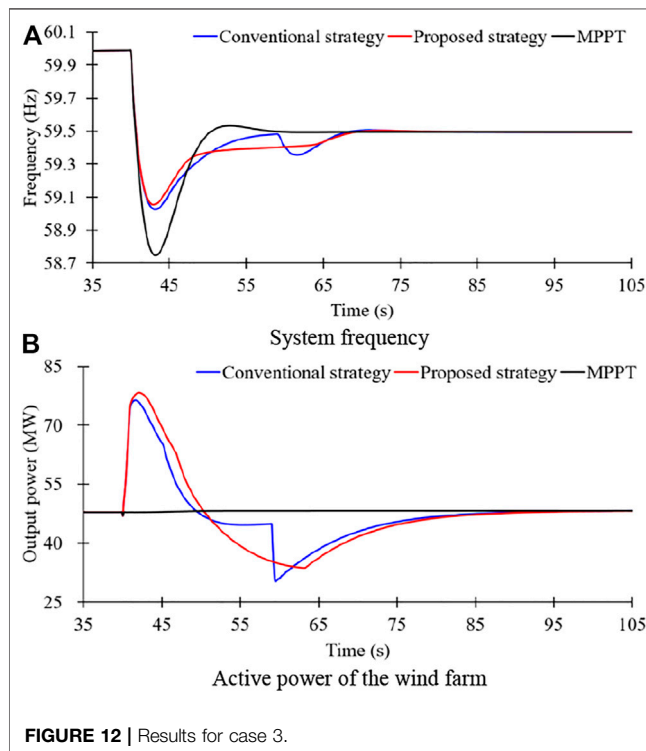 A
Conventional strategy Proposed strategy MPPT
Frequency (Hz)
60.1
59.9
59.7
59.5
59.3
59.1
58.9
58.7
35 45 55 65 75 85 95 105
Time (s)
System frequency
B
Conventional strategy Proposed strategy MPPT
Output power (MW)
85
70
55
40
25
35 45 55 65 75 85 95 105
Time (s)
Active power of the wind farm
FIGURE 12 | Results for case 3.